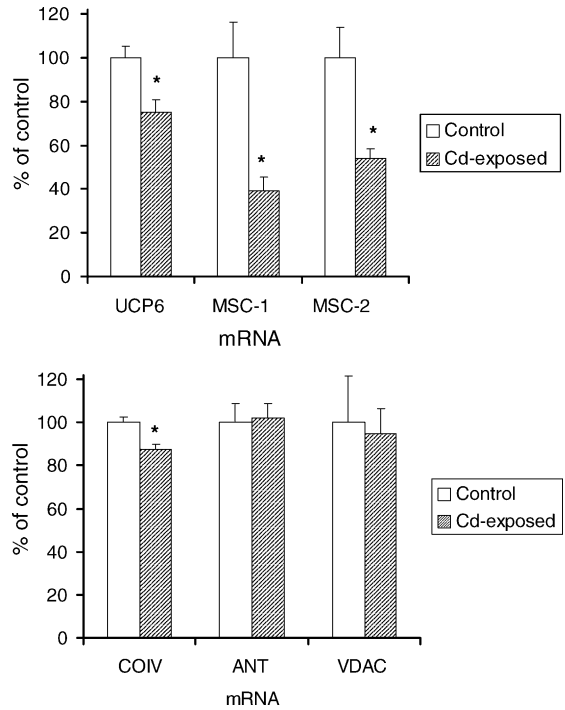 120
100
80
60
40
20
0
% of control
*
*
*
UCP6 MSC-1 MSC-2
mRNA
Control
Cd-exposed
120
100
80
60
40
20
0
% of control
*
COIV ANT VDAC
mRNA
Control
Cd-exposed